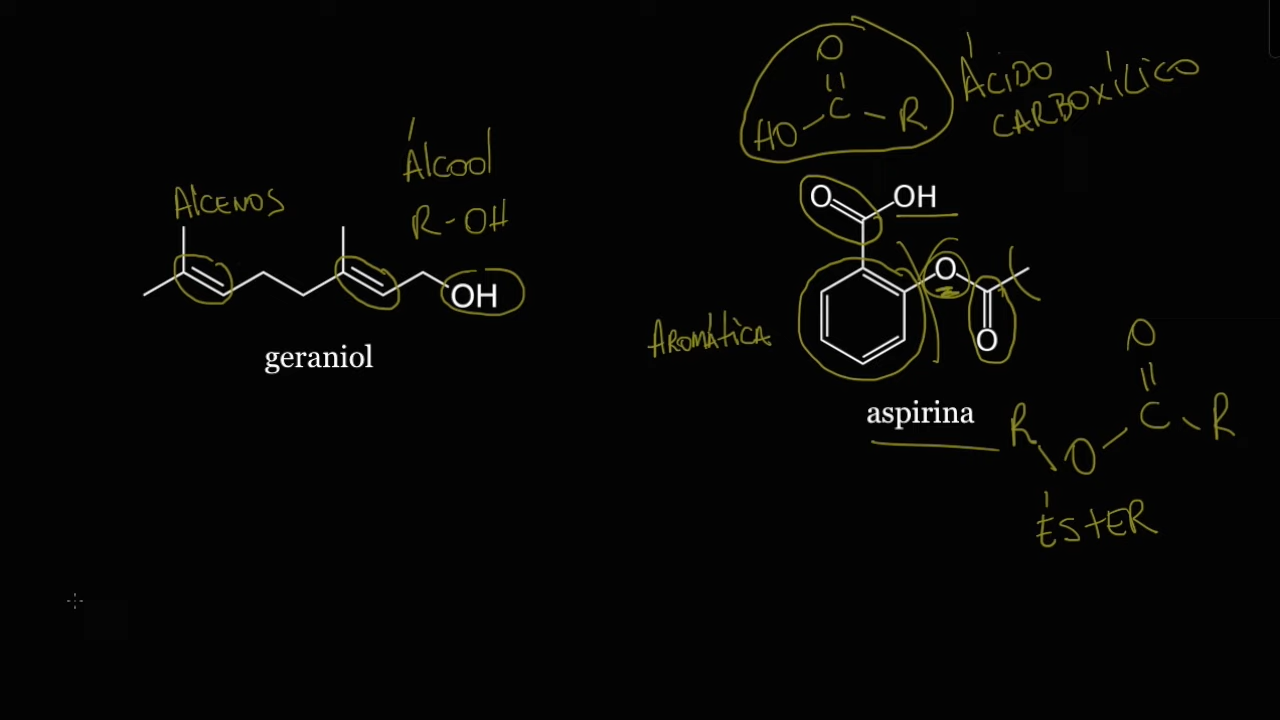 Álcool
R-OH
Alcenos
OH
geraniol
O
HO C R
Ácido
Carboxílico
O OH
O
O
Aromática
aspirina
O
R O C R
Éster